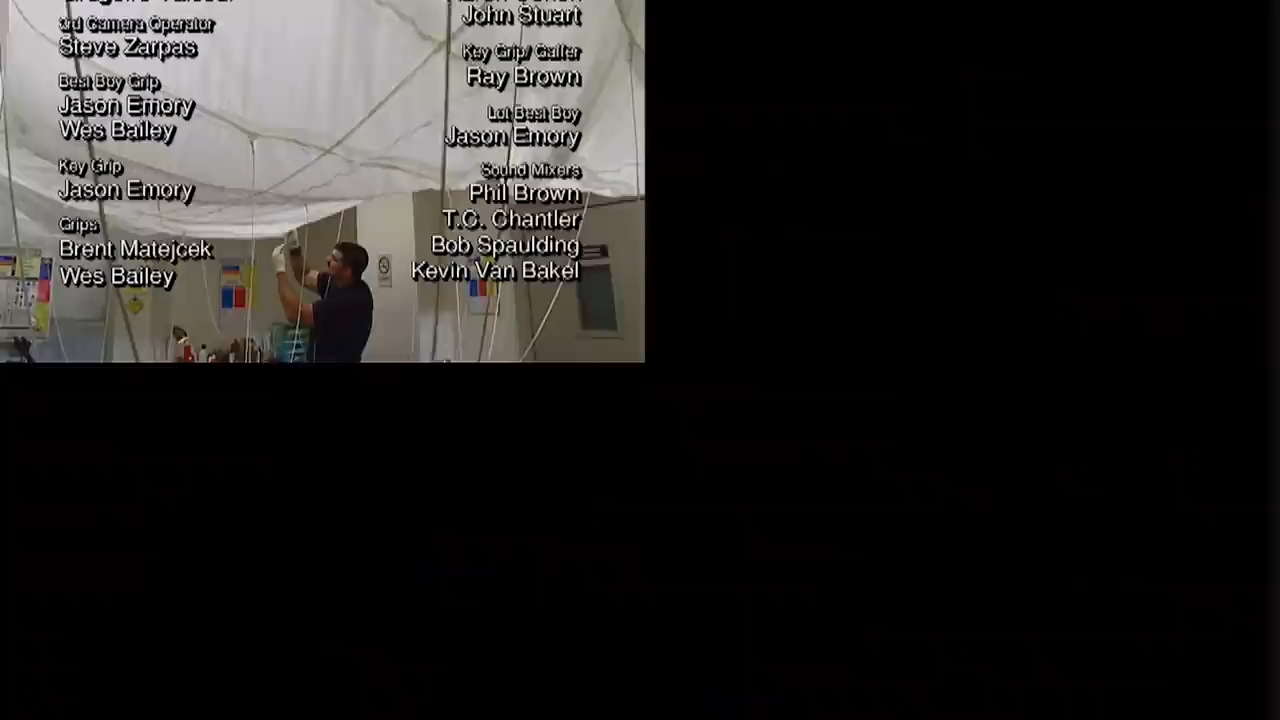 3rd Camera Operator
Steve Zarpas
Best Boy Grip
Jason Emory
Wes Bailey
Key Grip
Jason Emory
Grips
Brent Matejcek
Wes Bailey
John Stuart
Key Grip/ Gaffer
Ray Brown
Lot Best Boy
Jason Emory
Sound Mixers
Phil Brown
T.C. Chantler
Bob Spaulding
Kevin Van Bakel